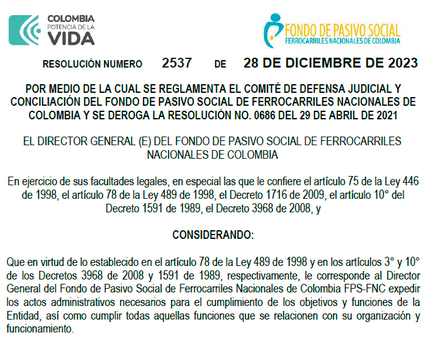 COLOMBIA
POTENCIA DE LA
VIDA
FONDO DE PASIVO SOCIAL
FERROCARRILES NACIONALES DE COLOMBIA
RESOLUCIÓN NUMERO 2537 DE 28 DE DICIEMBRE DE 2023
POR MEDIO DE LA CUAL SE REGLAMENTA EL COMITÉ DE DEFENSA JUDICIAL Y
CONCILIACIÓN DEL FONDO DE PASIVO SOCIAL DE FERROCARRILES NACIONALES DE
COLOMBIA Y SE DEROGA LA RESOLUCIÓN NO. 0686 DEL 29 DE ABRIL DE 2021
EL DIRECTOR GENERAL (E) DEL FONDO DE PASIVO SOCIAL DE FERROCARRILES
NACIONALES DE COLOMBIA
En ejercicio de sus facultades legales, en especial las que le confiere el artículo 75 de la Ley 446
de 1998, el artículo 78 de la Ley 489 de 1998, el Decreto 1716 de 2009, el artículo 10° del
Decreto 1591 de 1989, el Decreto 3968 de 2008, y
CONSIDERANDO:
Que en virtud de lo establecido en el artículo 78 de la Ley 489 de 1998 y en los artículos 3° y 10°
de los Decretos 3968 de 2008 y 1591 de 1989, respectivamente, le corresponde al Director
General del Fondo de Pasivo Social de Ferrocarriles Nacionales de Colombia FPS-FNC expedir
los actos administrativos necesarios para el cumplimiento de los objetivos y funciones de la
Entidad, así como cumplir todas aquellas funciones que se relacionen con su organización y
funcionamiento.